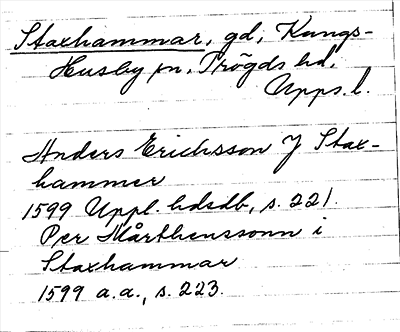 Staxhammar, gd, Kungs-
Husby sn, Trögds hd,
Upps. l.
Anders Erichsson J Stax-
hammer
1599 Uppl. hdsdb, s. 221.
Per Mårthenssonn i
Staxhammar
1599 a.a., s. 223.